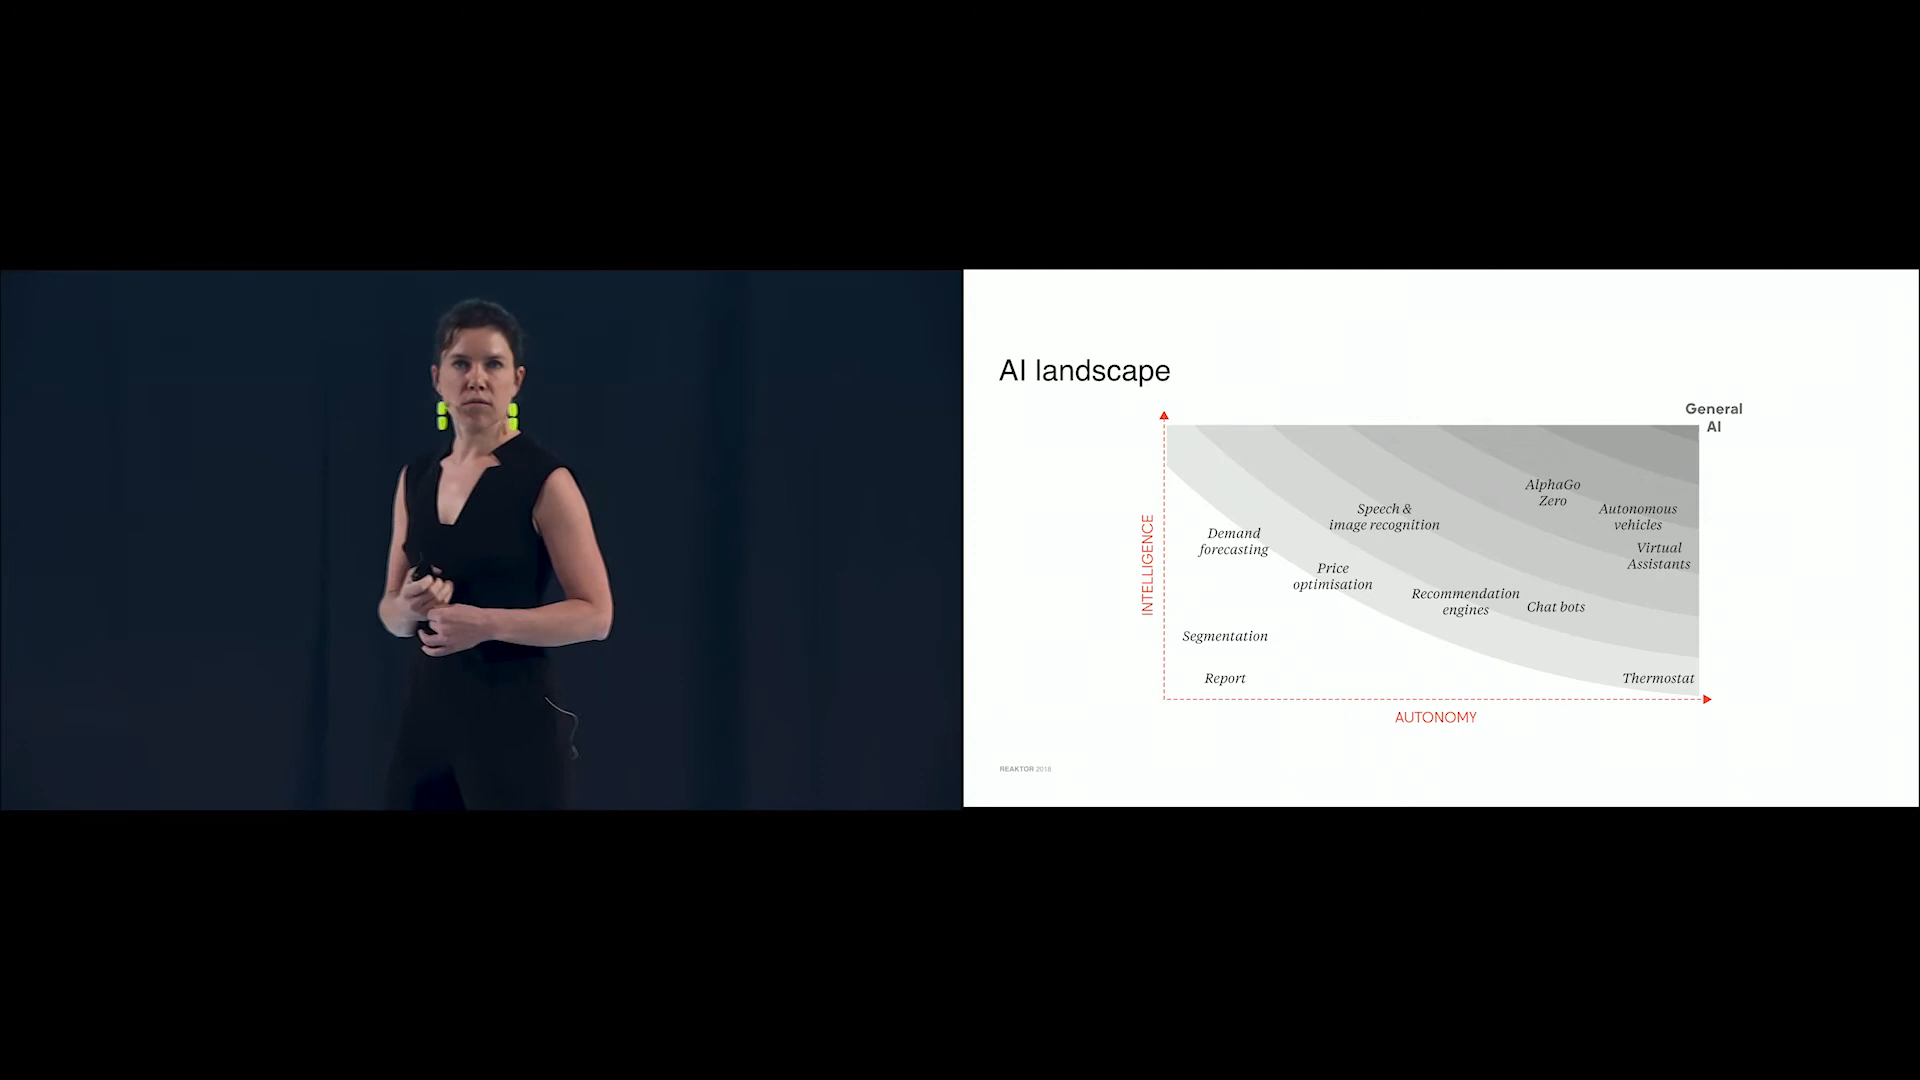 AI landscape
General
AI
INTELLIGENCE
AlphaGo
Zero
Speech &
image recognition
Autonomous
vehicles
Demand
forecasting
Virtual
Assistants
Price
optimisation
Recommendation
engines
Chat bots
Segmentation
Report
Thermostat
AUTONOMY
REAKTOR 2018